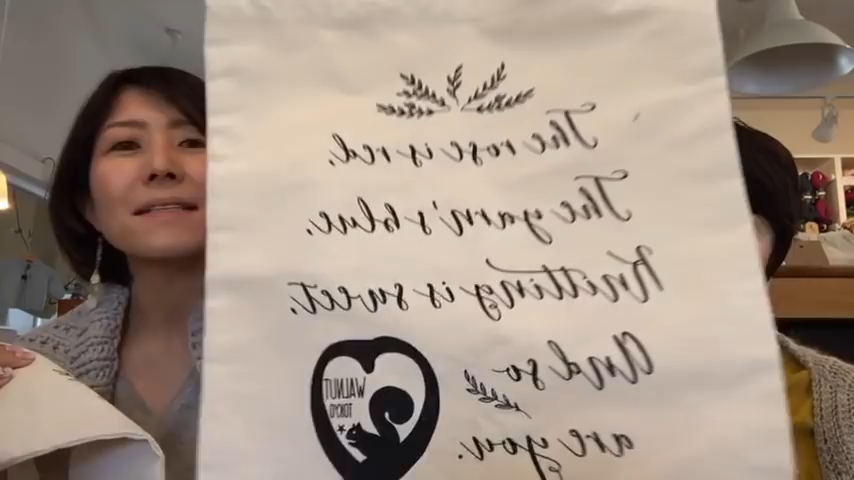 The rose is red,
The yarn's blue.
Knitting is sweet,
And so
are you.
WALNUT
TOKYO